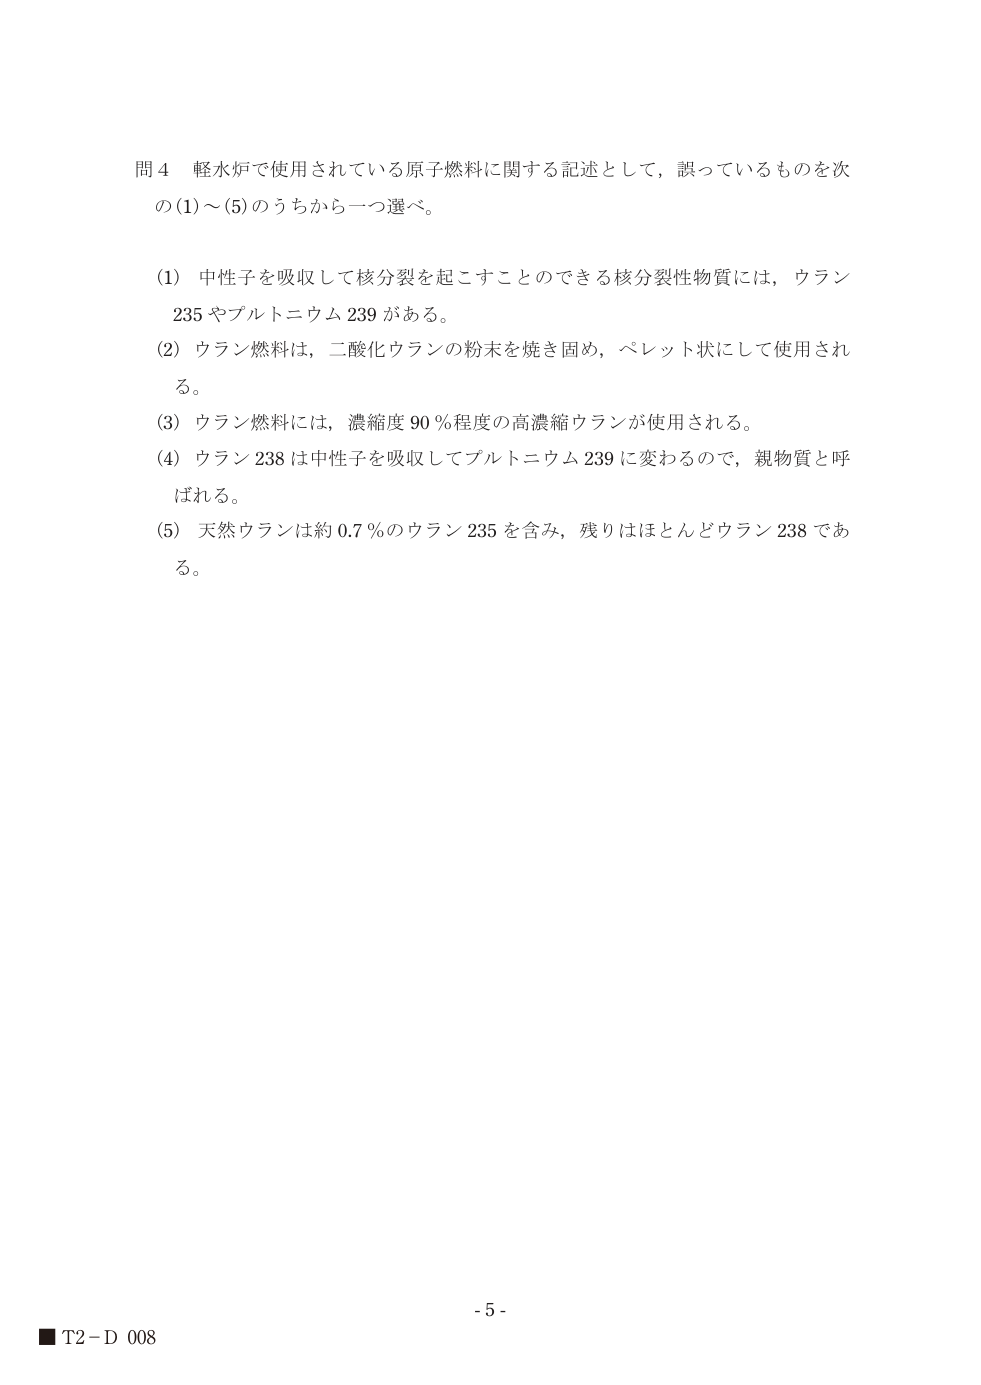 問４　軽水炉で使用されている原子燃料に関する記述として，誤っているものを次
の(1)～(5)のうちから一つ選べ。
(1)　中性子を吸収して核分裂を起こすことのできる核分裂性物質には，ウラン
235 やプルトニウム 239 がある。
(2)　ウラン燃料は，二酸化ウランの粉末を焼き固め，ペレット状にして使用され
る。
(3)　ウラン燃料には，濃縮度 90 ％程度の高濃縮ウランが使用される。
(4)　ウラン 238 は中性子を吸収してプルトニウム 239 に変わるので，親物質と呼
ばれる。
(5)　天然ウランは約 0.7 ％のウラン 235 を含み，残りはほとんどウラン 238 であ
る。
- 5 -
■ T2－D 008